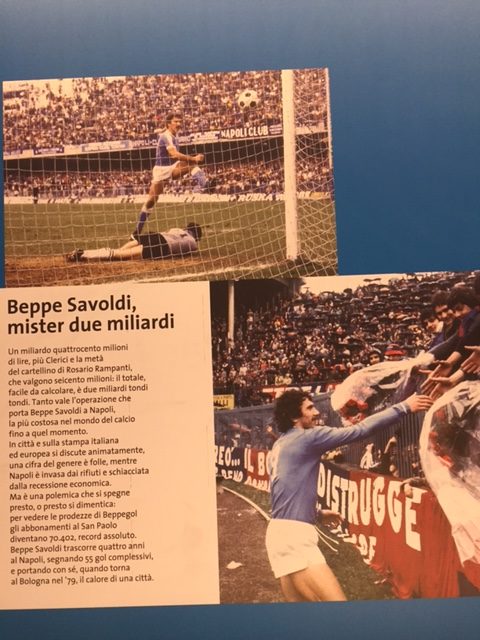 NAPOLI CLUB
Beppe Savoldi,
mister due miliardi
Un miliardo quattrocento milioni
di lire, più Clerici e la metà
del cartellino di Rosario Rampanti,
che valgono seicento milioni: il totale,
facile da calcolare, è due miliardi tondi
tondi. Tanto vale l'operazione che
porta Beppe Savoldi a Napoli,
la più costosa nel mondo del calcio
fino a quel momento.
In città e sulla stampa italiana
ed europea si discute animatamente,
una cifra del genere è folle, mentre
Napoli è invasa dai rifiuti e schiacciata
dalla recessione economica.
Ma è una polemica che si spegne
presto, o presto si dimentica:
per vedere le prodezze di Beppegol
gli abbonamenti al San Paolo
diventano 70.402, record assoluto.
Beppe Savoldi trascorre quattro anni
al Napoli, segnando 55 gol complessivi,
e portando con sé, quando torna
al Bologna nel '79, il calore di una città.
IL BO
DISTRUGGE